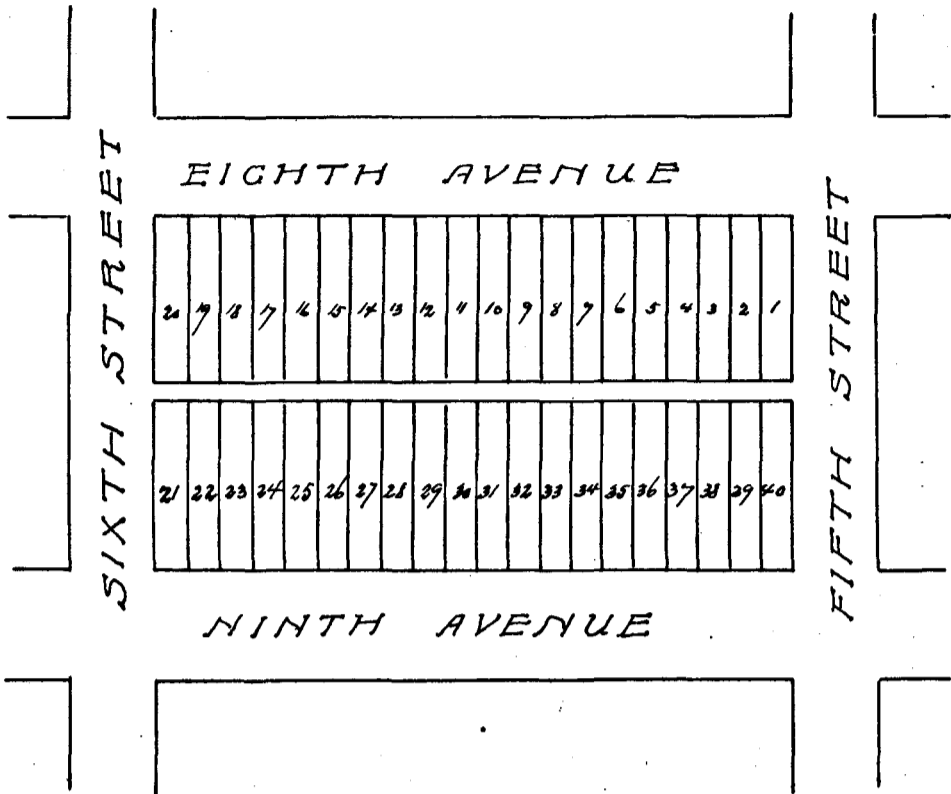 EIGHTH AVENUE
SIXTH STREET
FIFTH STREET
20 19 18 17 16 15 14 13 12 11 10 9 8 7 6 5 4 3 2 1
21 22 23 24 25 26 27 28 29 30 31 32 33 34 35 36 37 38 39 40
NINTH AVENUE